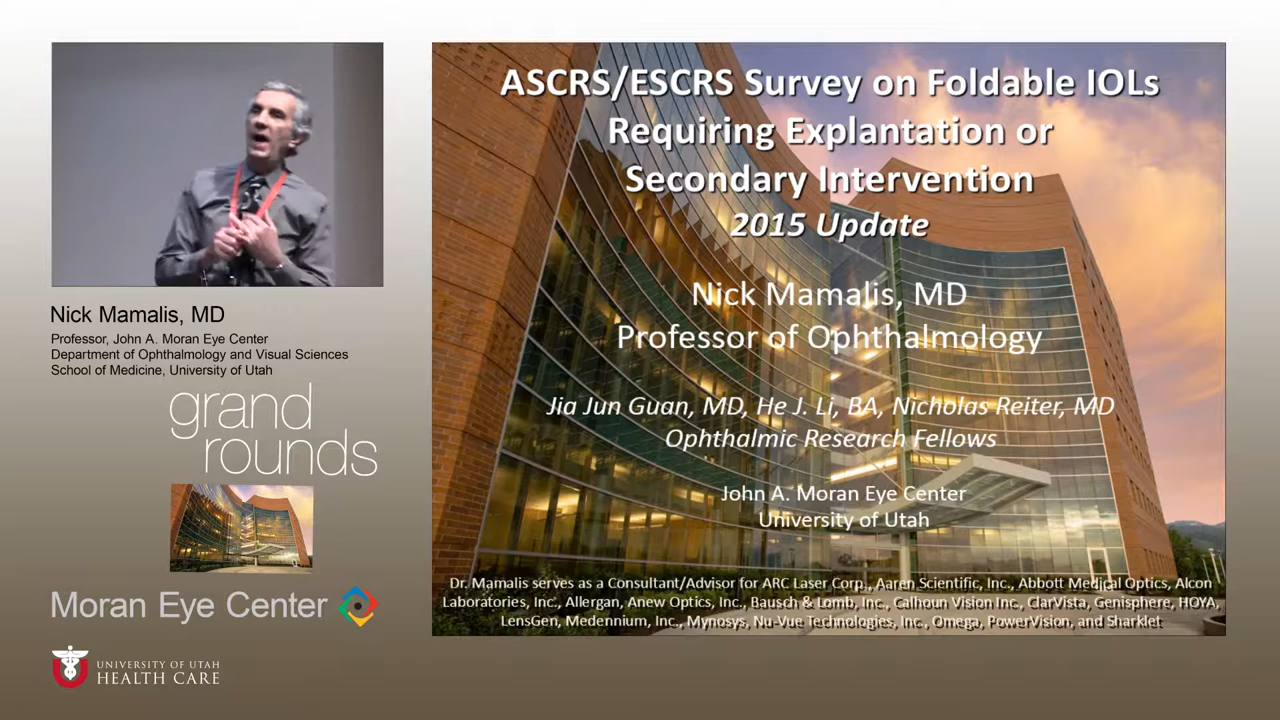 Nick Mamalis, MD
Professor, John A. Moran Eye Center
Department of Ophthalmology and Visual Sciences
School of Medicine, University of Utah
grand
rounds
Moran Eye Center
UNIVERSITY OF UTAH
HEALTH CARE
ASCRS/ESCRS Survey on Foldable IOLs
Requiring Explantation or
Secondary Intervention
2015 Update
Nick Mamalis, MD
Professor of Ophthalmology
Jia Jun Guan, MD, He J. Li, BA, Nicholas Reiter, MD
Ophthalmic Research Fellows
John A. Moran Eye Center
University of Utah
Dr. Mamalis serves as a Consultant/Advisor for ARC Laser Corp., Aaren Scientific, Inc., Abbott Medical Optics, Alcon
Laboratories, Inc., Allergan, Anew Optics, Inc., Bausch & Lomb, Inc., Calhoun Vision Inc., ClarVista, Genisphere, HOYA,
LensGen, Medennium, Inc., Mynosys, Nu-Vue Technologies, Inc., Omega, PowerVision, and Sharklet